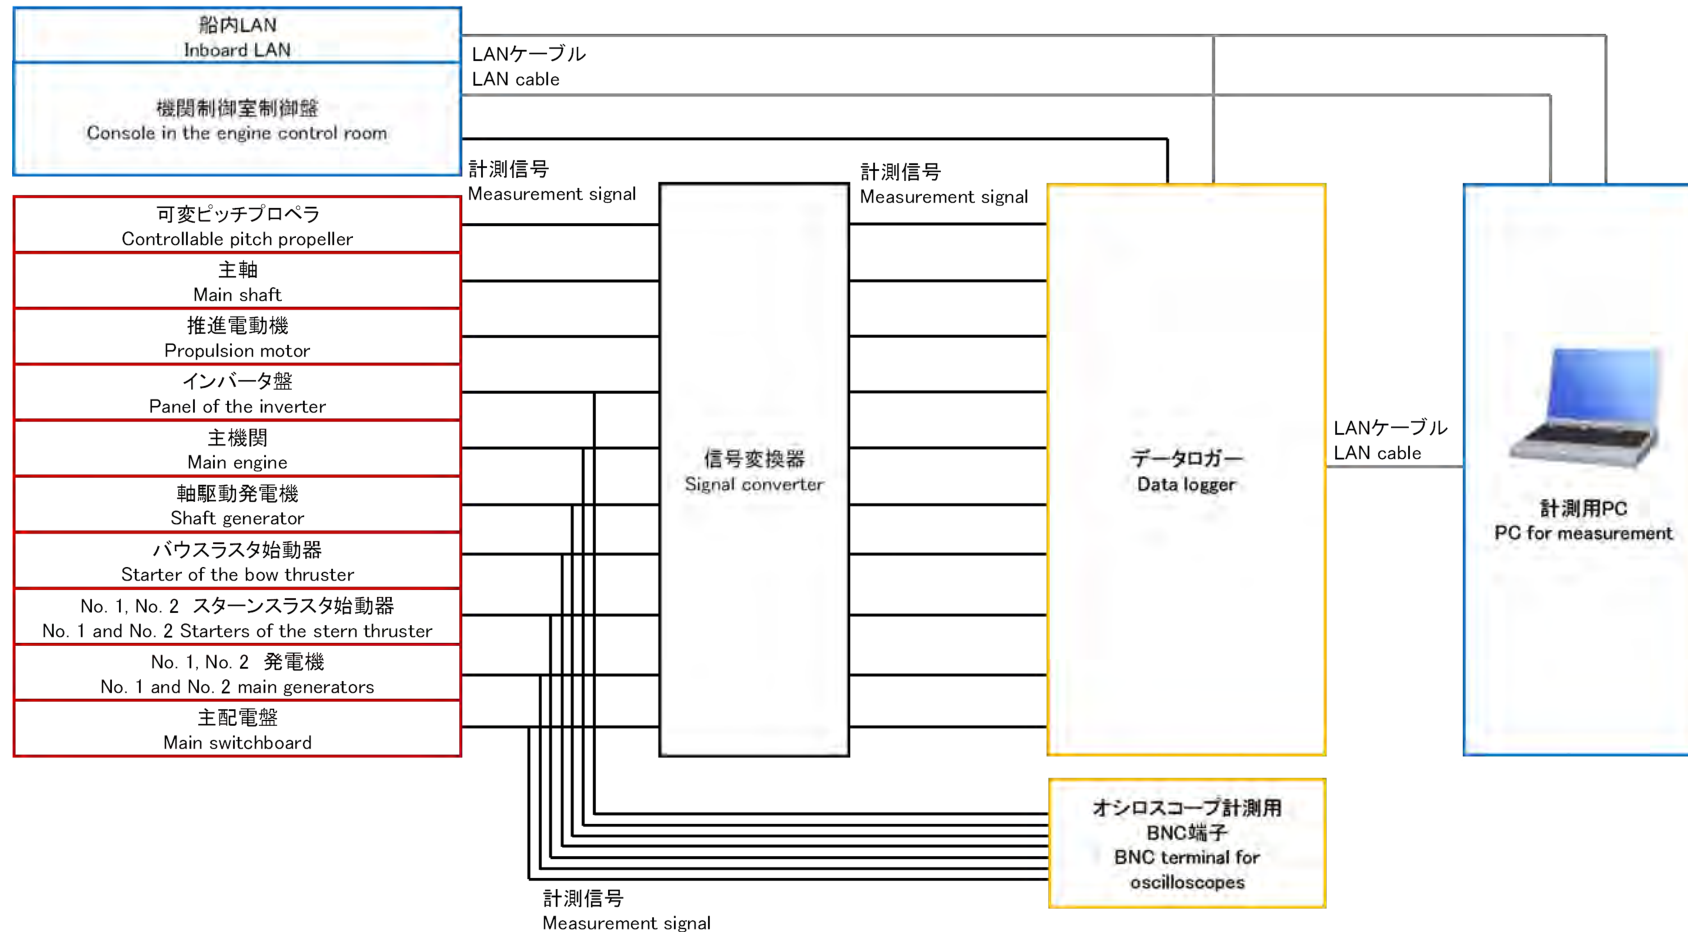 船内LAN
Inboard LAN
LANケーブル
LAN cable
機関制御室制御盤
Console in the engine control room
計測信号
Measurement signal
計測信号
Measurement signal
可変ピッチプロペラ
Controllable pitch propeller
主軸
Main shaft
推進電動機
Propulsion motor
インバータ盤
Panel of the inverter
主機関
Main engine
軸駆動発電機
Shaft generator
バウスラスタ始動器
Starter of the bow thruster
No. 1, No. 2 スターンスラスタ始動器
No. 1 and No. 2 Starters of the stern thruster
No. 1, No. 2 発電機
No. 1 and No. 2 main generators
主配電盤
Main switchboard
信号変換器
Signal converter
データロガー
Data logger
LANケーブル
LAN cable
計測用PC
PC for measurement
オシロスコープ計測用
BNC端子
BNC terminal for
oscilloscopes
計測信号
Measurement signal